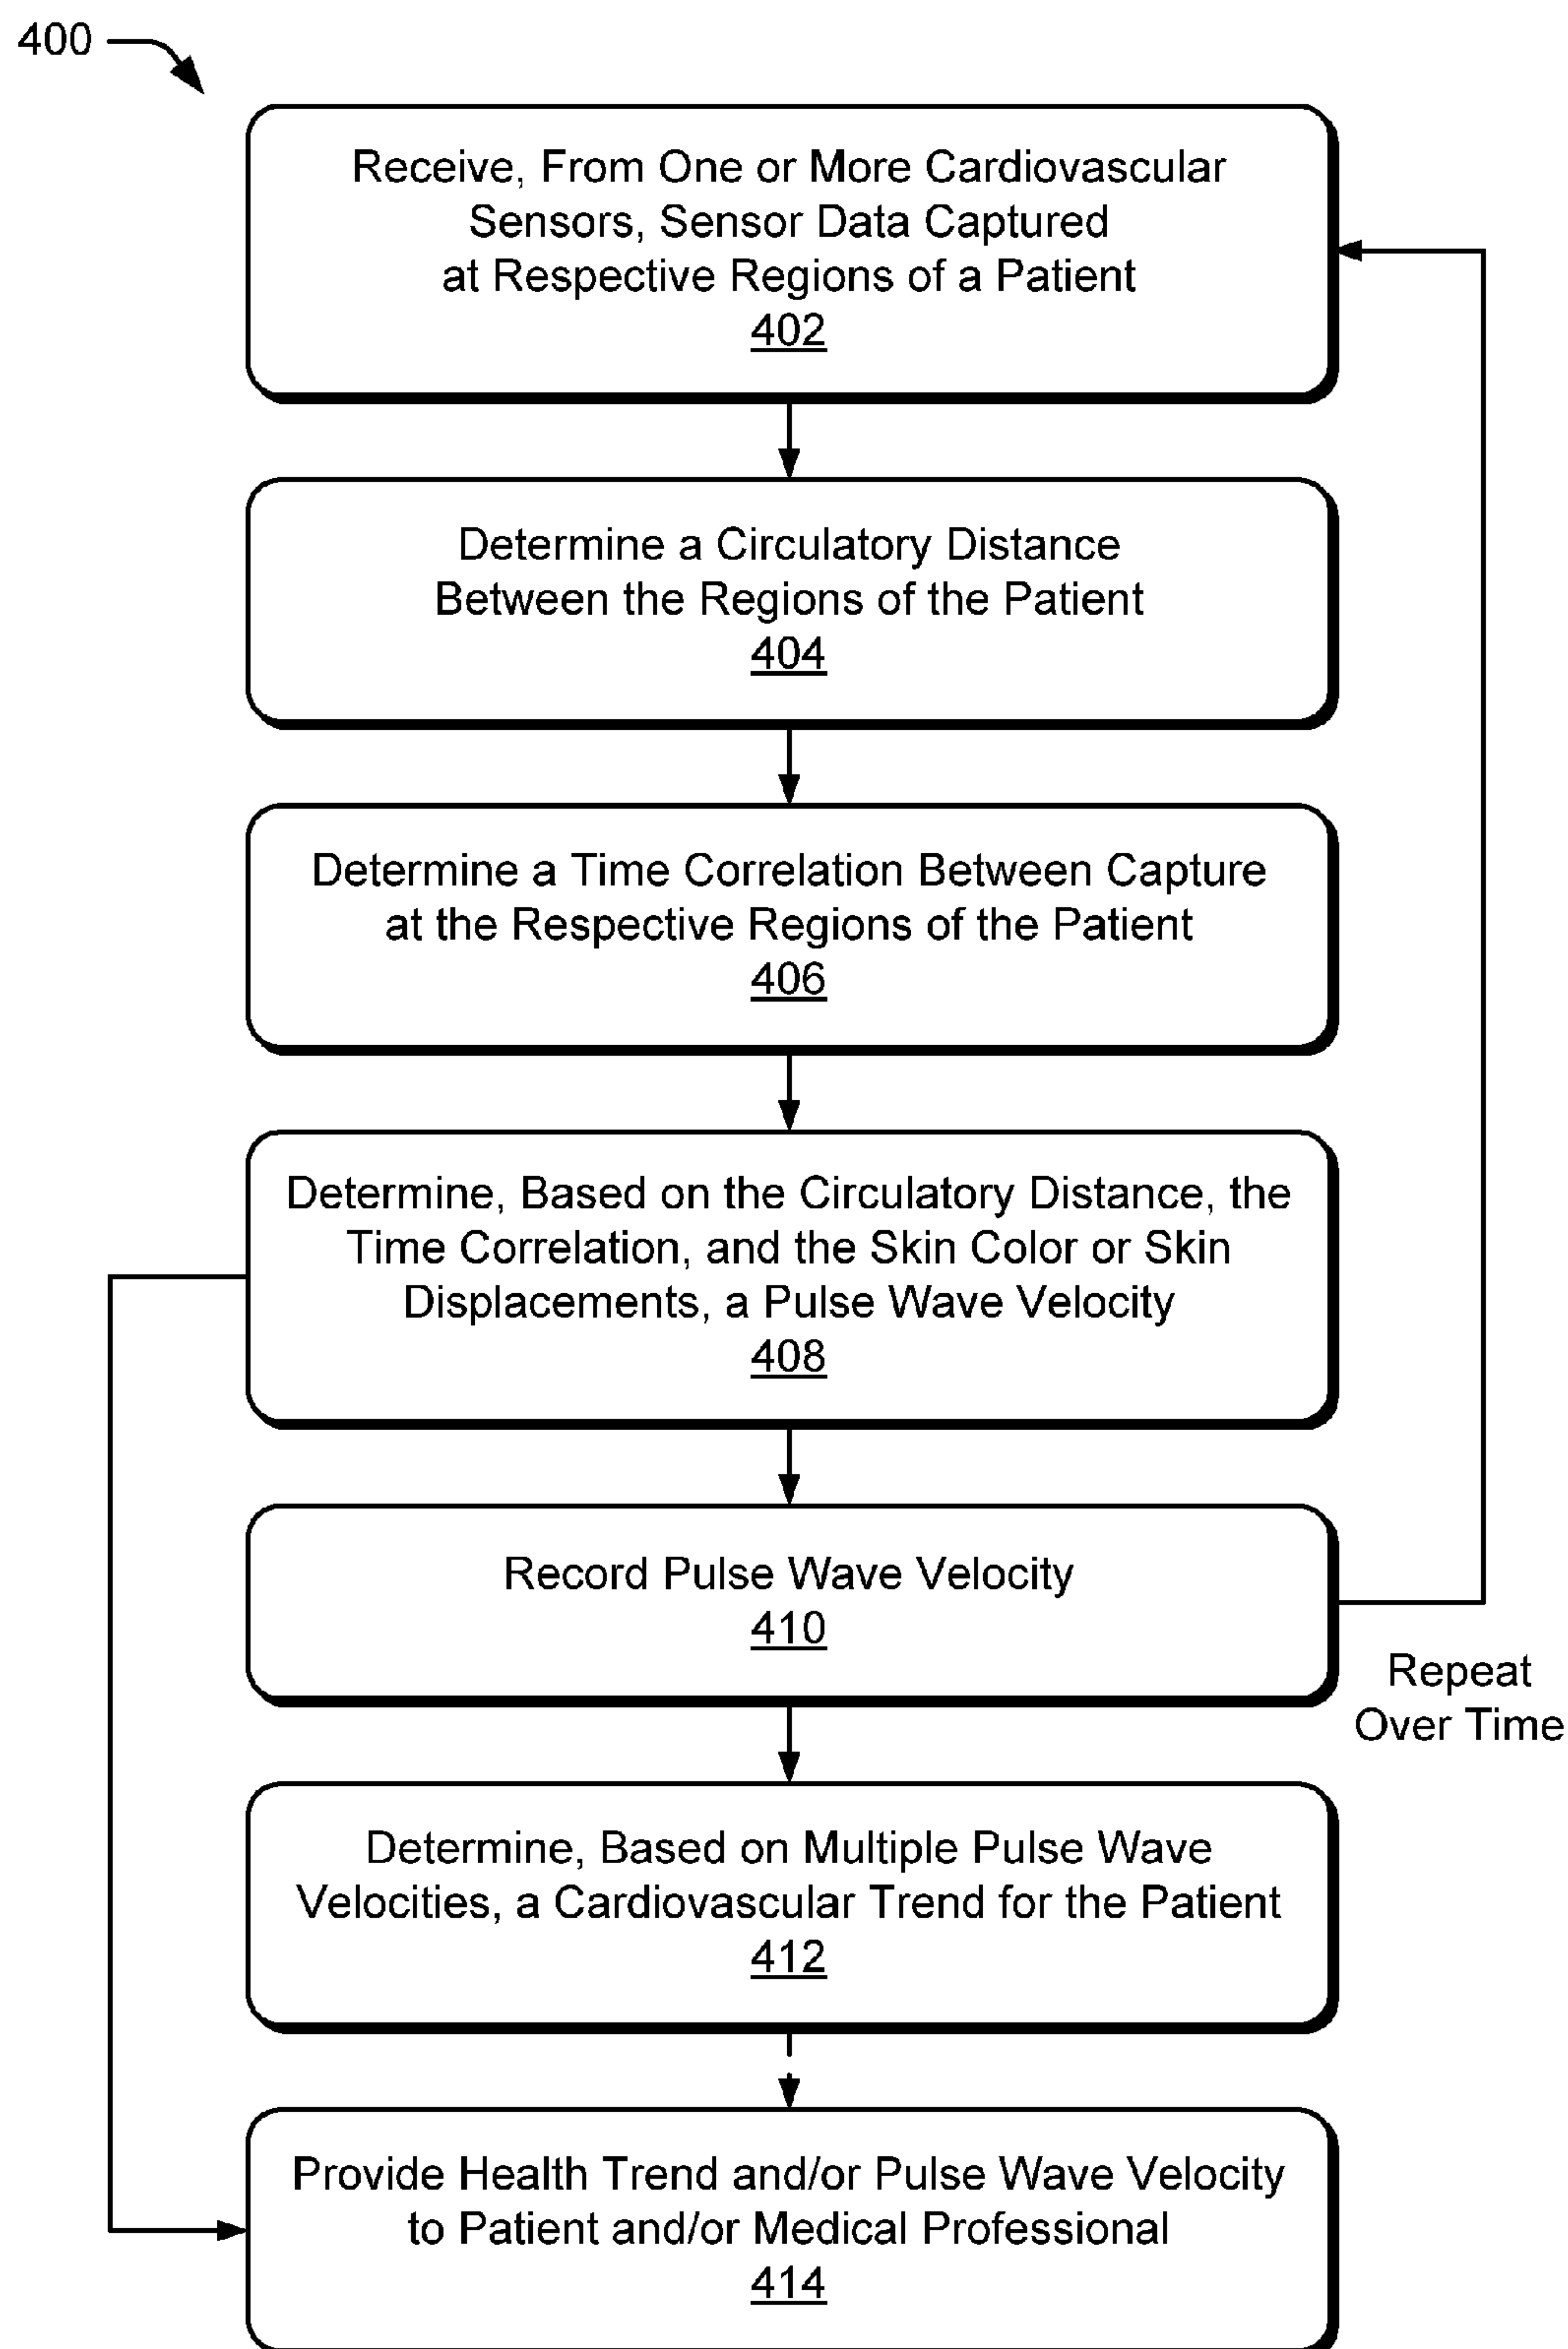 400
Receive, From One or More Cardiovascular
Sensors, Sensor Data Captured
at Respective Regions of a Patient
402
Determine a Circulatory Distance
Between the Regions of the Patient
404
Determine a Time Correlation Between Capture
at the Respective Regions of the Patient
406
Determine, Based on the Circulatory Distance, the
Time Correlation, and the Skin Color or Skin
Displacements, a Pulse Wave Velocity
408
Record Pulse Wave Velocity
410
Repeat
Over Time
Determine, Based on Multiple Pulse Wave
Velocities, a Cardiovascular Trend for the Patient
412
Provide Health Trend and/or Pulse Wave Velocity
to Patient and/or Medical Professional
414